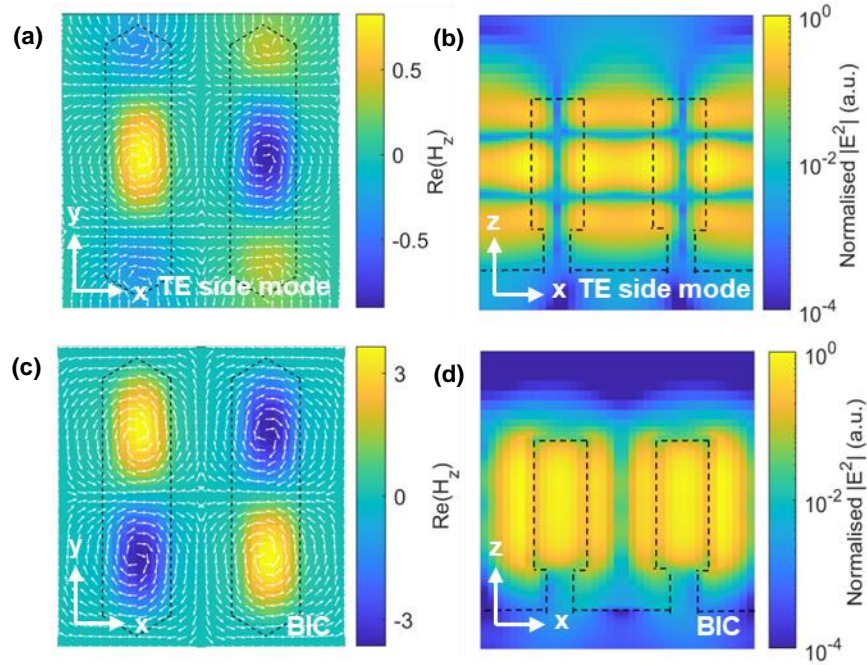 (a)
y
x
TE side mode
0.5
0
-0.5
Re(H_z)
(b)
z
x
TE side mode
10^0
10^-2
10^-4
Normalised |E^2| (a.u.)
(c)
y
x
BIC
3
0
-3
Re(H_z)
(d)
z
x
BIC
10^0
10^-2
10^-4
Normalised |E^2| (a.u.)